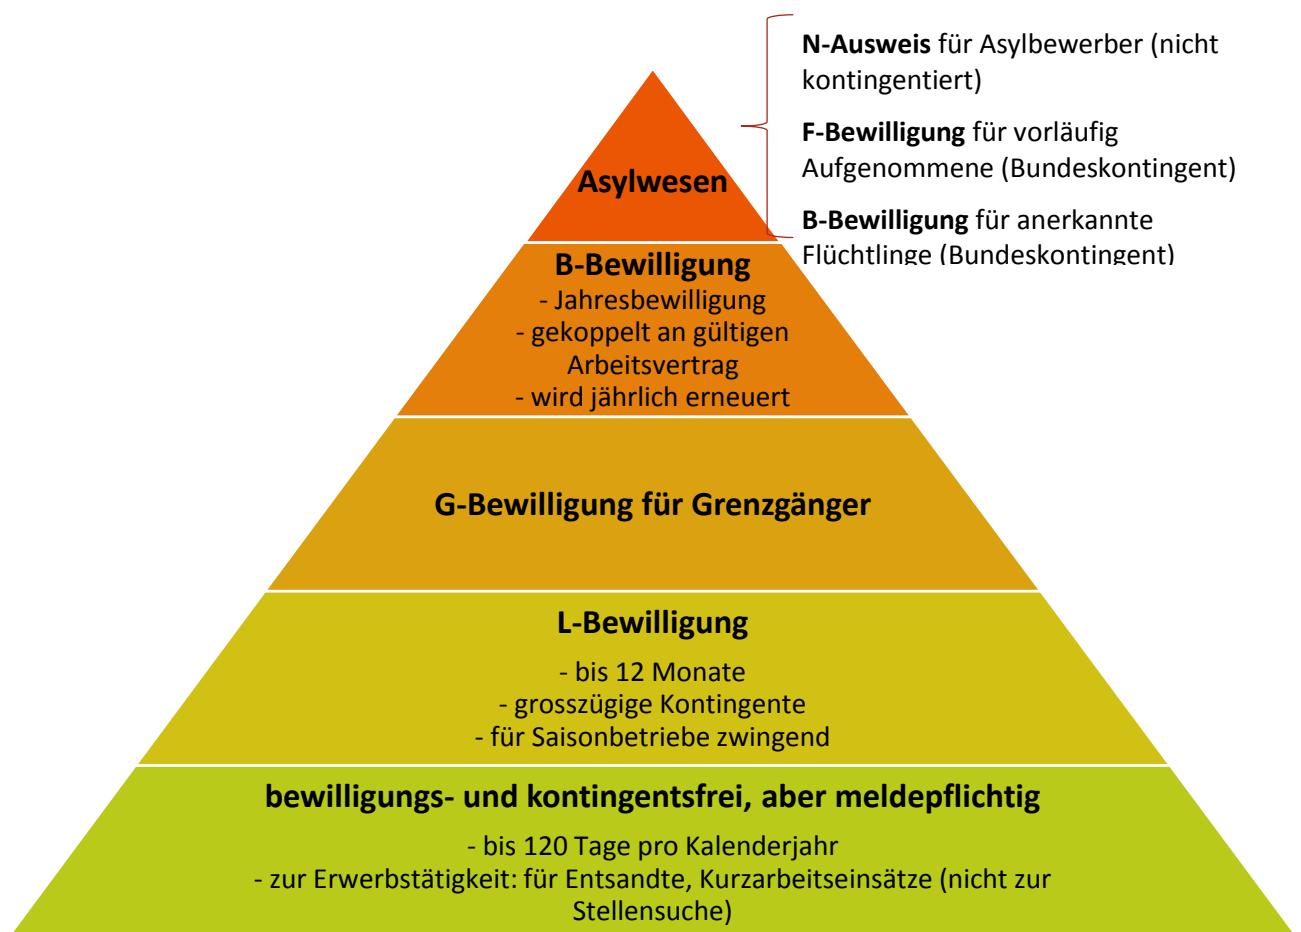 N-Ausweis für Asylbewerber (nicht
kontingentiert)
F-Bewilligung für vorläufig
Aufgenommene (Bundeskontingent)
B-Bewilligung für anerkannte
Flüchtlinge (Bundeskontingent)
Asylwesen
B-Bewilligung
- Jahresbewilligung
- gekoppelt an gültigen
Arbeitsvertrag
- wird jährlich erneuert
G-Bewilligung für Grenzgänger
L-Bewilligung
- bis 12 Monate
- grosszügige Kontingente
- für Saisonbetriebe zwingend
bewilligungs- und kontingentsfrei, aber meldepflichtig
- bis 120 Tage pro Kalenderjahr
- zur Erwerbstätigkeit: für Entsandte, Kurzarbeitseinsätze (nicht zur
Stellensuche)